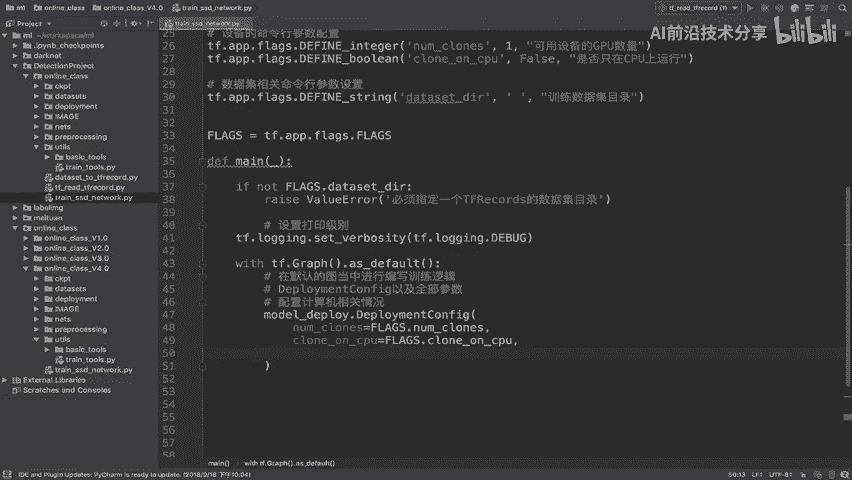 ml
online_class
online_class_V4.0
train_ssd_network.py
tf_read_tfrecord (1)
AI前沿技术分享 bilibili
Project
train_ssd_network.py
ml ~/workspace/ml
.ipynb_checkpoints
darknet
DetectionProject
online_class
ckpt
datasets
deployment
IMAGE
nets
preprocessing
utils
basic_tools
train_tools.py
dataset_to_tfrecord.py
tf_read_tfrecord.py
train_ssd_network.py
labelimg
meituan
online_class
online_class_V1.0
online_class_V2.0
online_class_V3.0
online_class_V4.0
ckpt
datasets
deployment
IMAGE
nets
preprocessing
utils
basic_tools
train_tools.py
train_ssd_network.py
External Libraries
Scratches and Consoles
25 # 设备的命令行参数配置
26 tf.app.flags.DEFINE_integer('num_clones', 1, "可用设备的GPU数量")
27 tf.app.flags.DEFINE_boolean('clone_on_cpu', False, "是否只在CPU上运行")
28
29 # 数据集相关命令行参数设置
30 tf.app.flags.DEFINE_string('dataset_dir', ' ', "训练数据集目录")
31
32
33 FLAGS = tf.app.flags.FLAGS
34
35 def main(_):
36
37 if not FLAGS.dataset_dir:
38 raise ValueError('必须指定一个TFRecords的数据集目录')
39
40 # 设置打印级别
41 tf.logging.set_verbosity(tf.logging.DEBUG)
42
43 with tf.Graph().as_default():
44 # 在默认的图当中进行编写训练逻辑
45 # DeploymentConfig以及全部参数
46 # 配置计算机相关情况
47 model_deploy.DeploymentConfig(
48 num_clones=FLAGS.num_clones,
49 clone_on_cpu=FLAGS.clone_on_cpu,
50
51 )
52
53
54
55
56
57
58
main() with tf.Graph().as_default()
IDE and Plugin Updates: PyCharm is ready to update. (2018/9/18 下午10:04)
50:13 LF: UTF-8: